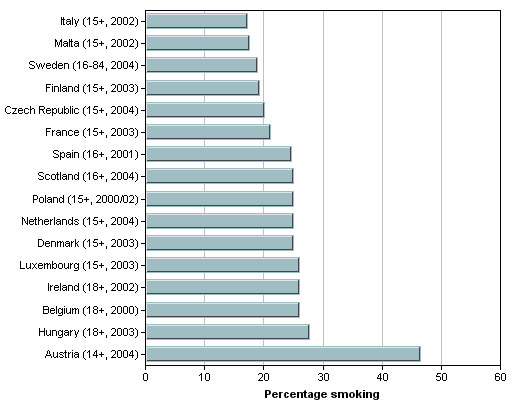 Italy (15+, 2002)
Malta (15+, 2002)
Sweden (16-84, 2004)
Finland (15+, 2003)
Czech Republic (15+, 2004)
France (15+, 2003)
Spain (16+, 2001)
Scotland (16+, 2004)
Poland (15+, 2000/02)
Netherlands (15+, 2004)
Denmark (15+, 2003)
Luxembourg (15+, 2003)
Ireland (18+, 2002)
Belgium (18+, 2000)
Hungary (18+, 2003)
Austria (14+, 2004)
0 10 20 30 40 50 60
Percentage smoking